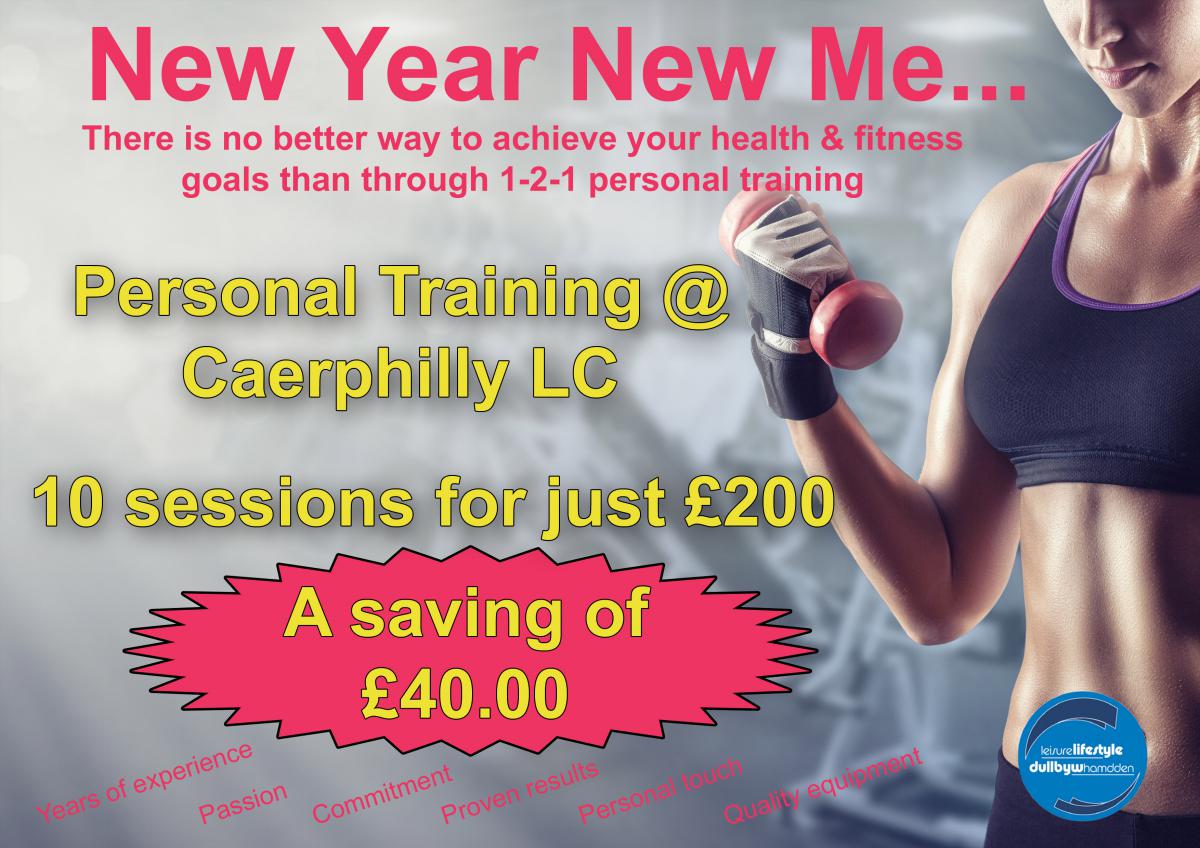 New Year New Me...
There is no better way to achieve your health & fitness
goals than through 1-2-1 personal training
Personal Training @
Caerphilly LC
10 sessions for just £200
A saving of
£40.00
Years of experience
Passion
Commitment
Proven results
Personal touch
Quality equipment
leisurelifestyle
dullbywhamdden